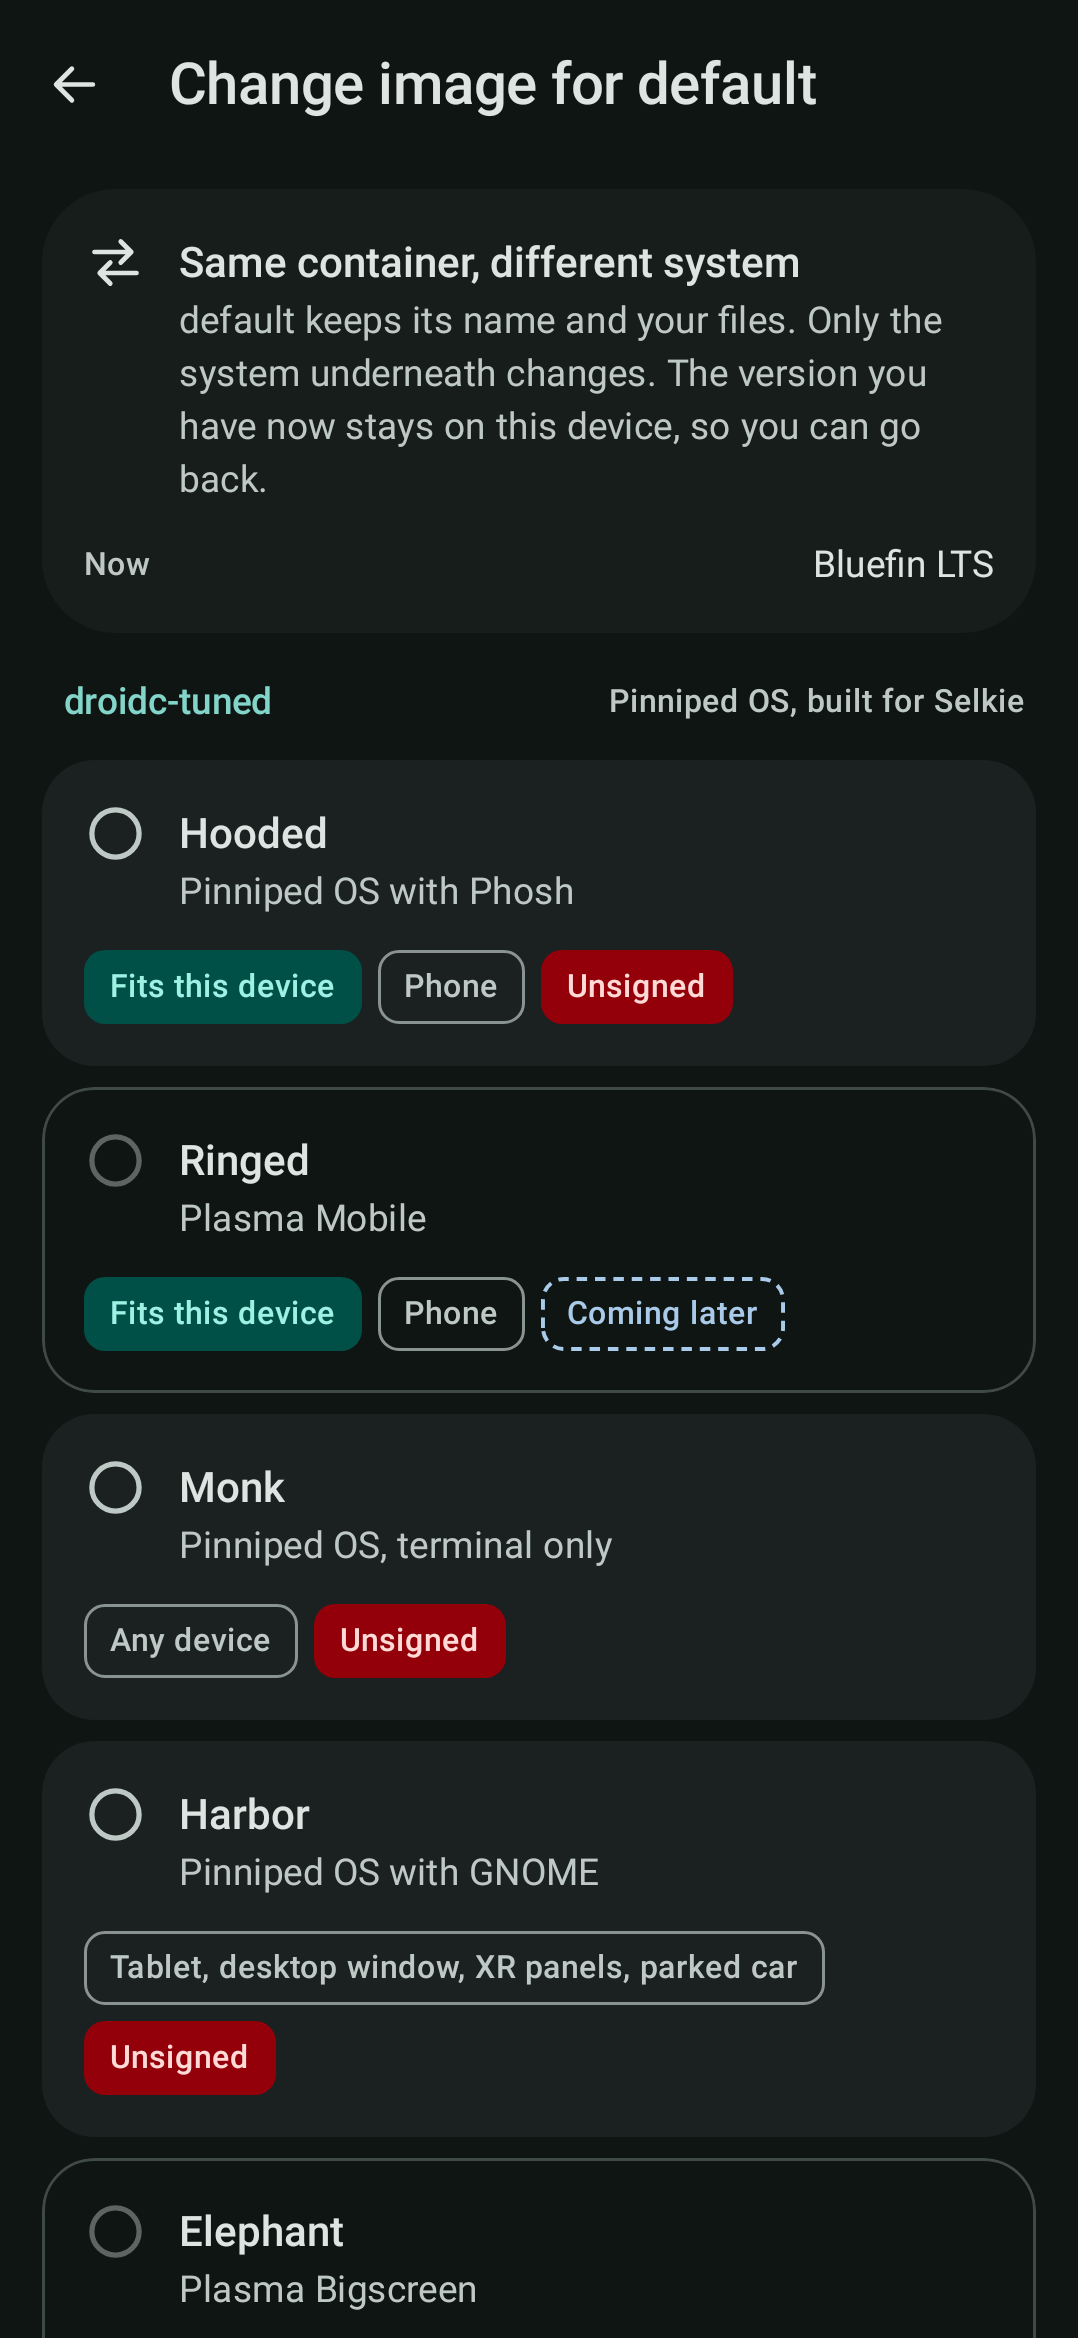 Change image for default
Same container, different system
default keeps its name and your files. Only the
system underneath changes. The version you
have now stays on this device, so you can go
back.
Now Bluefin LTS
droidc-tuned Pinniped OS, built for Selkie
Hooded
Pinniped OS with Phosh
Fits this device Phone Unsigned
Ringed
Plasma Mobile
Fits this device Phone Coming later
Monk
Pinniped OS, terminal only
Any device Unsigned
Harbor
Pinniped OS with GNOME
Tablet, desktop window, XR panels, parked car
Unsigned
Elephant
Plasma Bigscreen